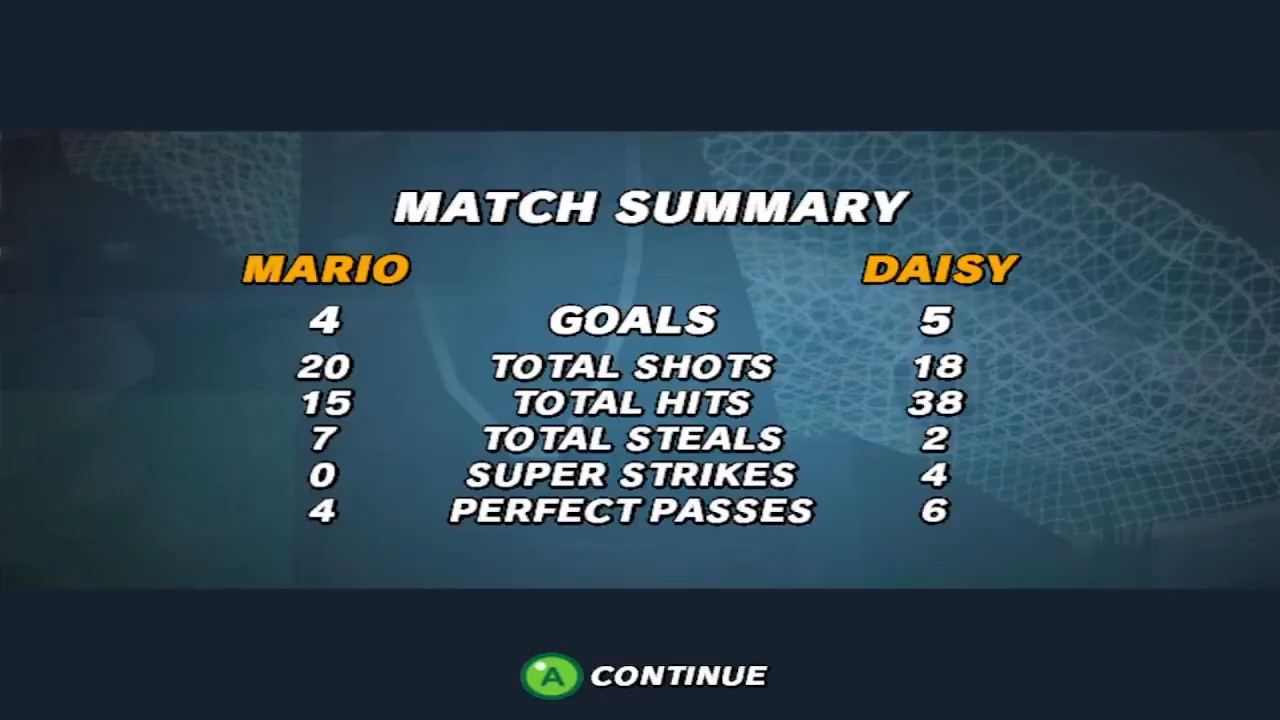 MATCH SUMMARY
MARIO DAISY
4 GOALS 5
20 TOTAL SHOTS 18
15 TOTAL HITS 38
7 TOTAL STEALS 2
0 SUPER STRIKES 4
4 PERFECT PASSES 6
A CONTINUE